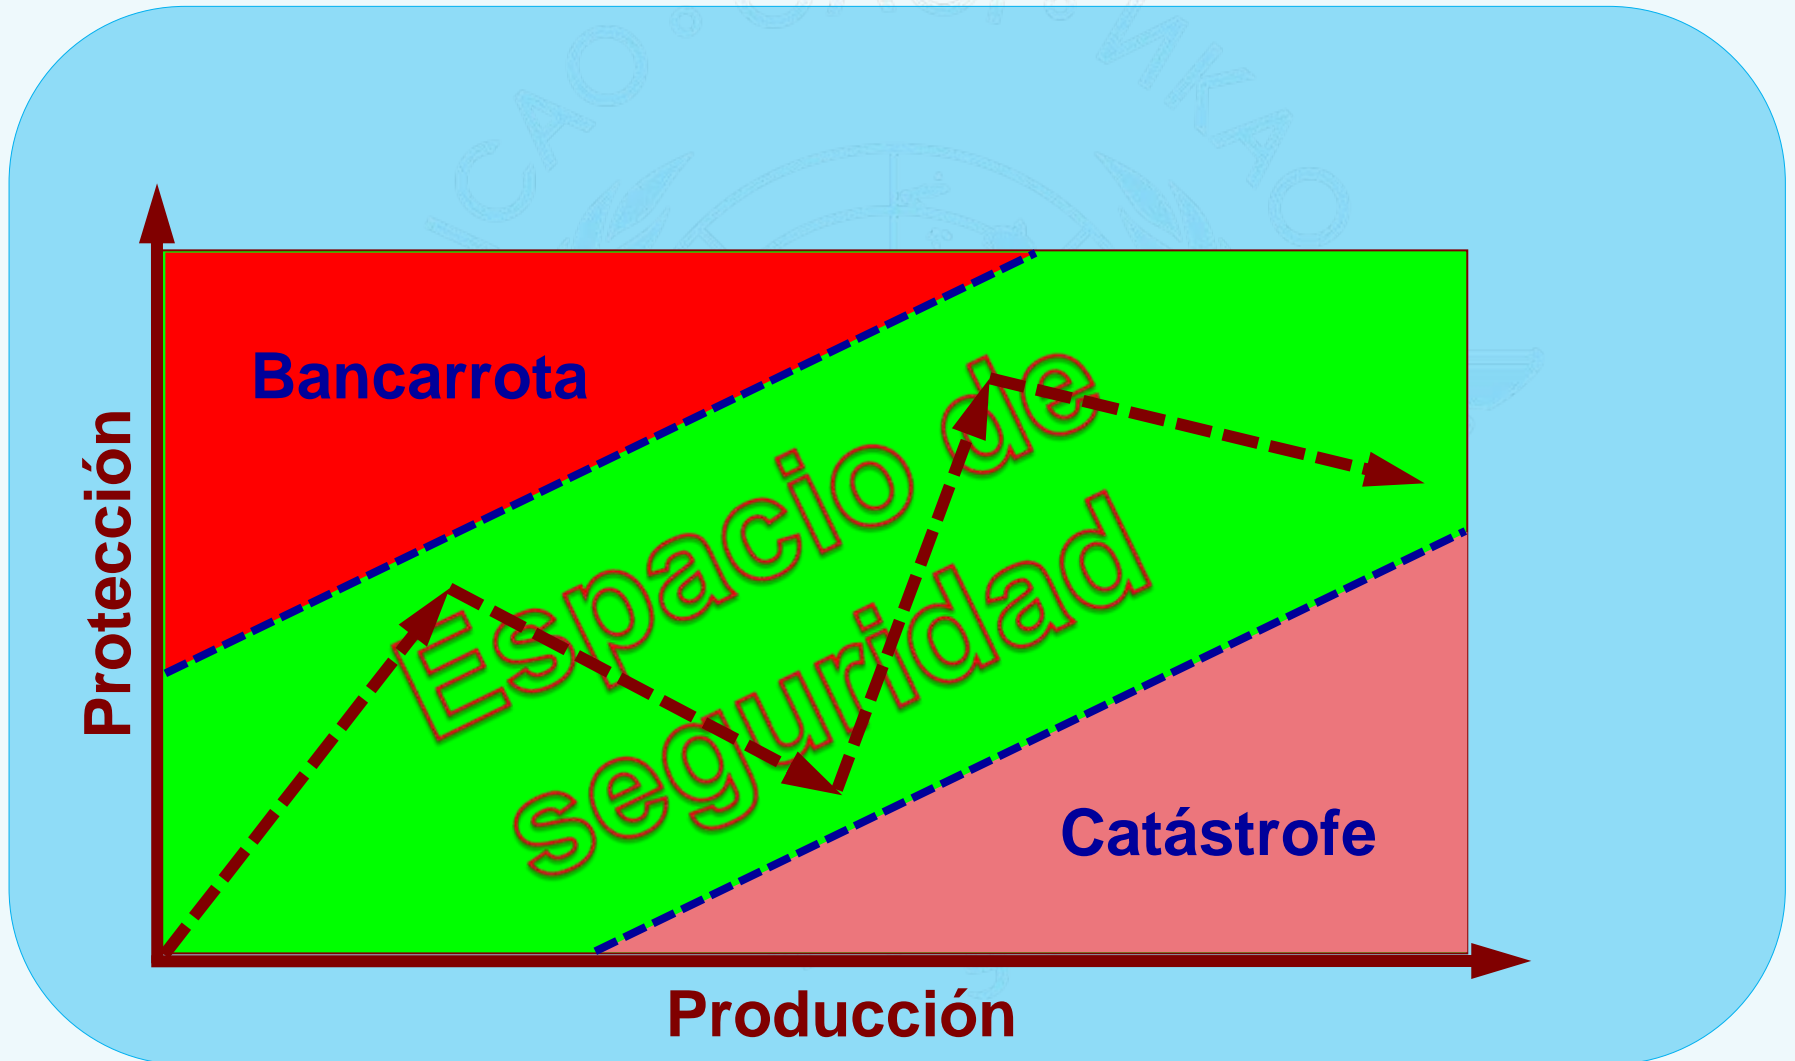 Bancarrota
Protección
Espacio de
seguridad
Catástrofe
Producción